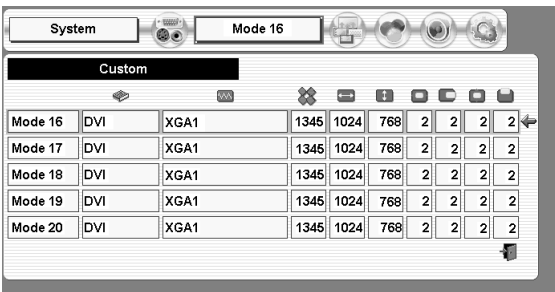 System Mode 16
Custom
Mode 16 DVI XGA1 1345 1024 768 2 2 2 2
Mode 17 DVI XGA1 1345 1024 768 2 2 2 2
Mode 18 DVI XGA1 1345 1024 768 2 2 2 2
Mode 19 DVI XGA1 1345 1024 768 2 2 2 2
Mode 20 DVI XGA1 1345 1024 768 2 2 2 2